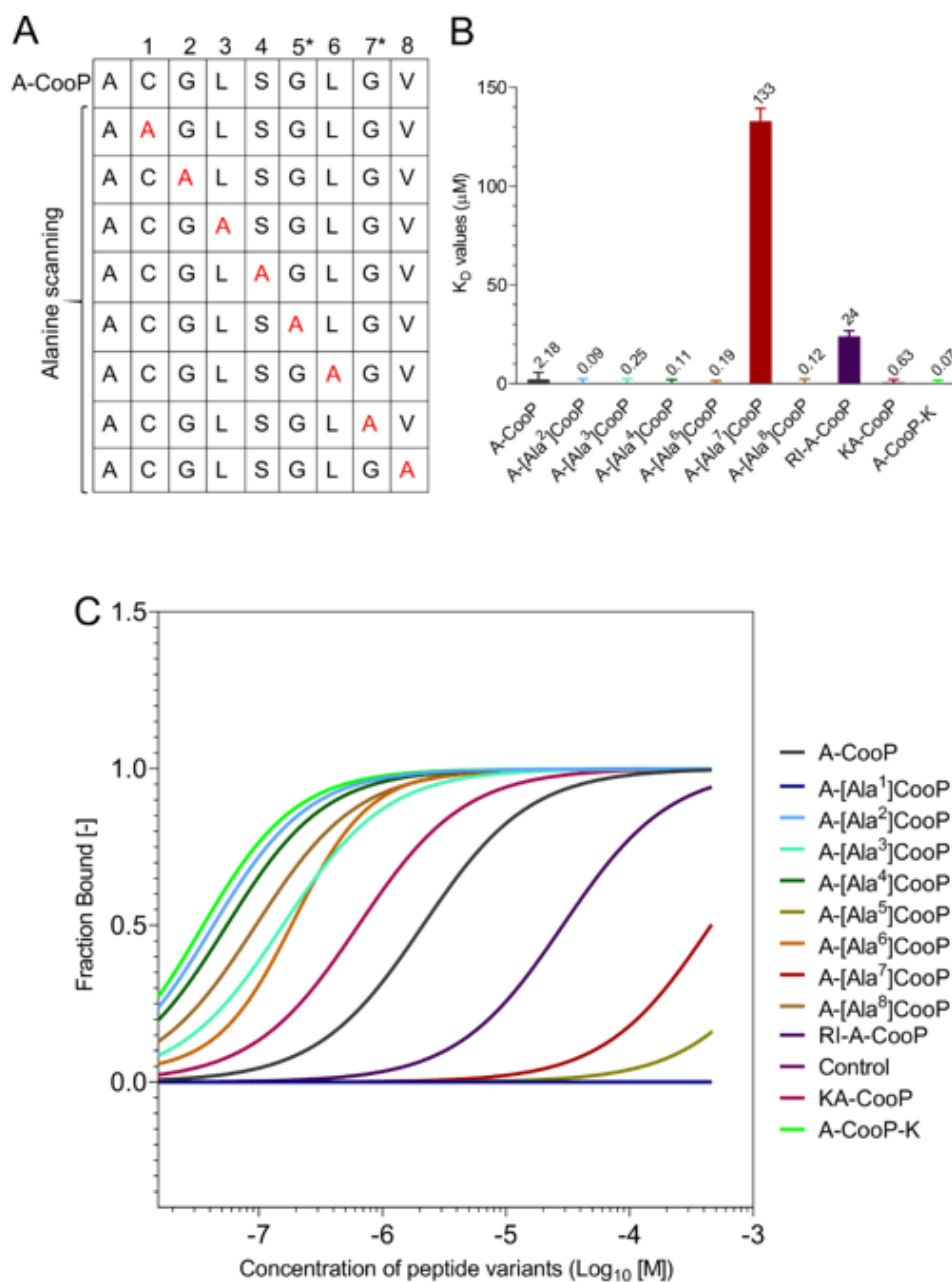 A
1 2 3 4 5* 6 7* 8
A-CooP A C G L S G L G V
A A G L S G L G V
A C A L S G L G V
A C G A S G L G V
A C G L A G L G V
A C G L S A L G V
A C G L S G A G V
A C G L S G L A V
A C G L S G L G A
Alanine scanning
B
K_D values (μM)
150
100
50
0
2.18 0.09 0.25 0.11 0.19 133 0.12 24 0.63
A-CooP
A-[Ala²]CooP
A-[Ala³]CooP
A-[Ala⁴]CooP
A-[Ala⁶]CooP
A-[Ala⁷]CooP
A-[Ala⁸]CooP
RI-A-CooP
KA-CooP
A-CooP-K
C
Fraction Bound [-]
1.5
1.0
0.5
0.0
-7 -6 -5 -4 -3
Concentration of peptide variants (Log₁₀ [M])
A-CooP
A-[Ala¹]CooP
A-[Ala²]CooP
A-[Ala³]CooP
A-[Ala⁴]CooP
A-[Ala⁵]CooP
A-[Ala⁶]CooP
A-[Ala⁷]CooP
A-[Ala⁸]CooP
RI-A-CooP
Control
KA-CooP
A-CooP-K